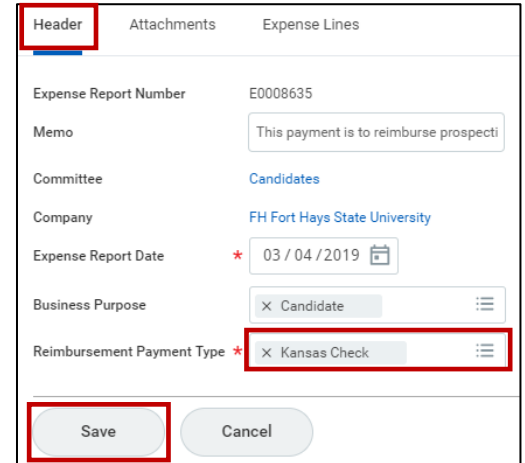 Header Attachments Expense Lines
Expense Report Number E0008635
Memo This payment is to reimburse prospecti
Committee Candidates
Company FH Fort Hays State University
Expense Report Date * 03 / 04 / 2019
Business Purpose × Candidate
Reimbursement Payment Type * × Kansas Check
Save Cancel